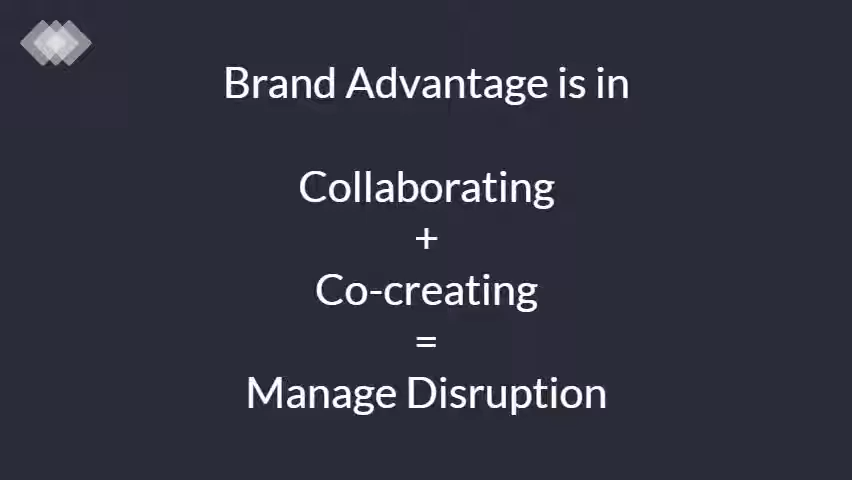 Brand Advantage is in
Collaborating
+
Co-creating
=
Manage Disruption